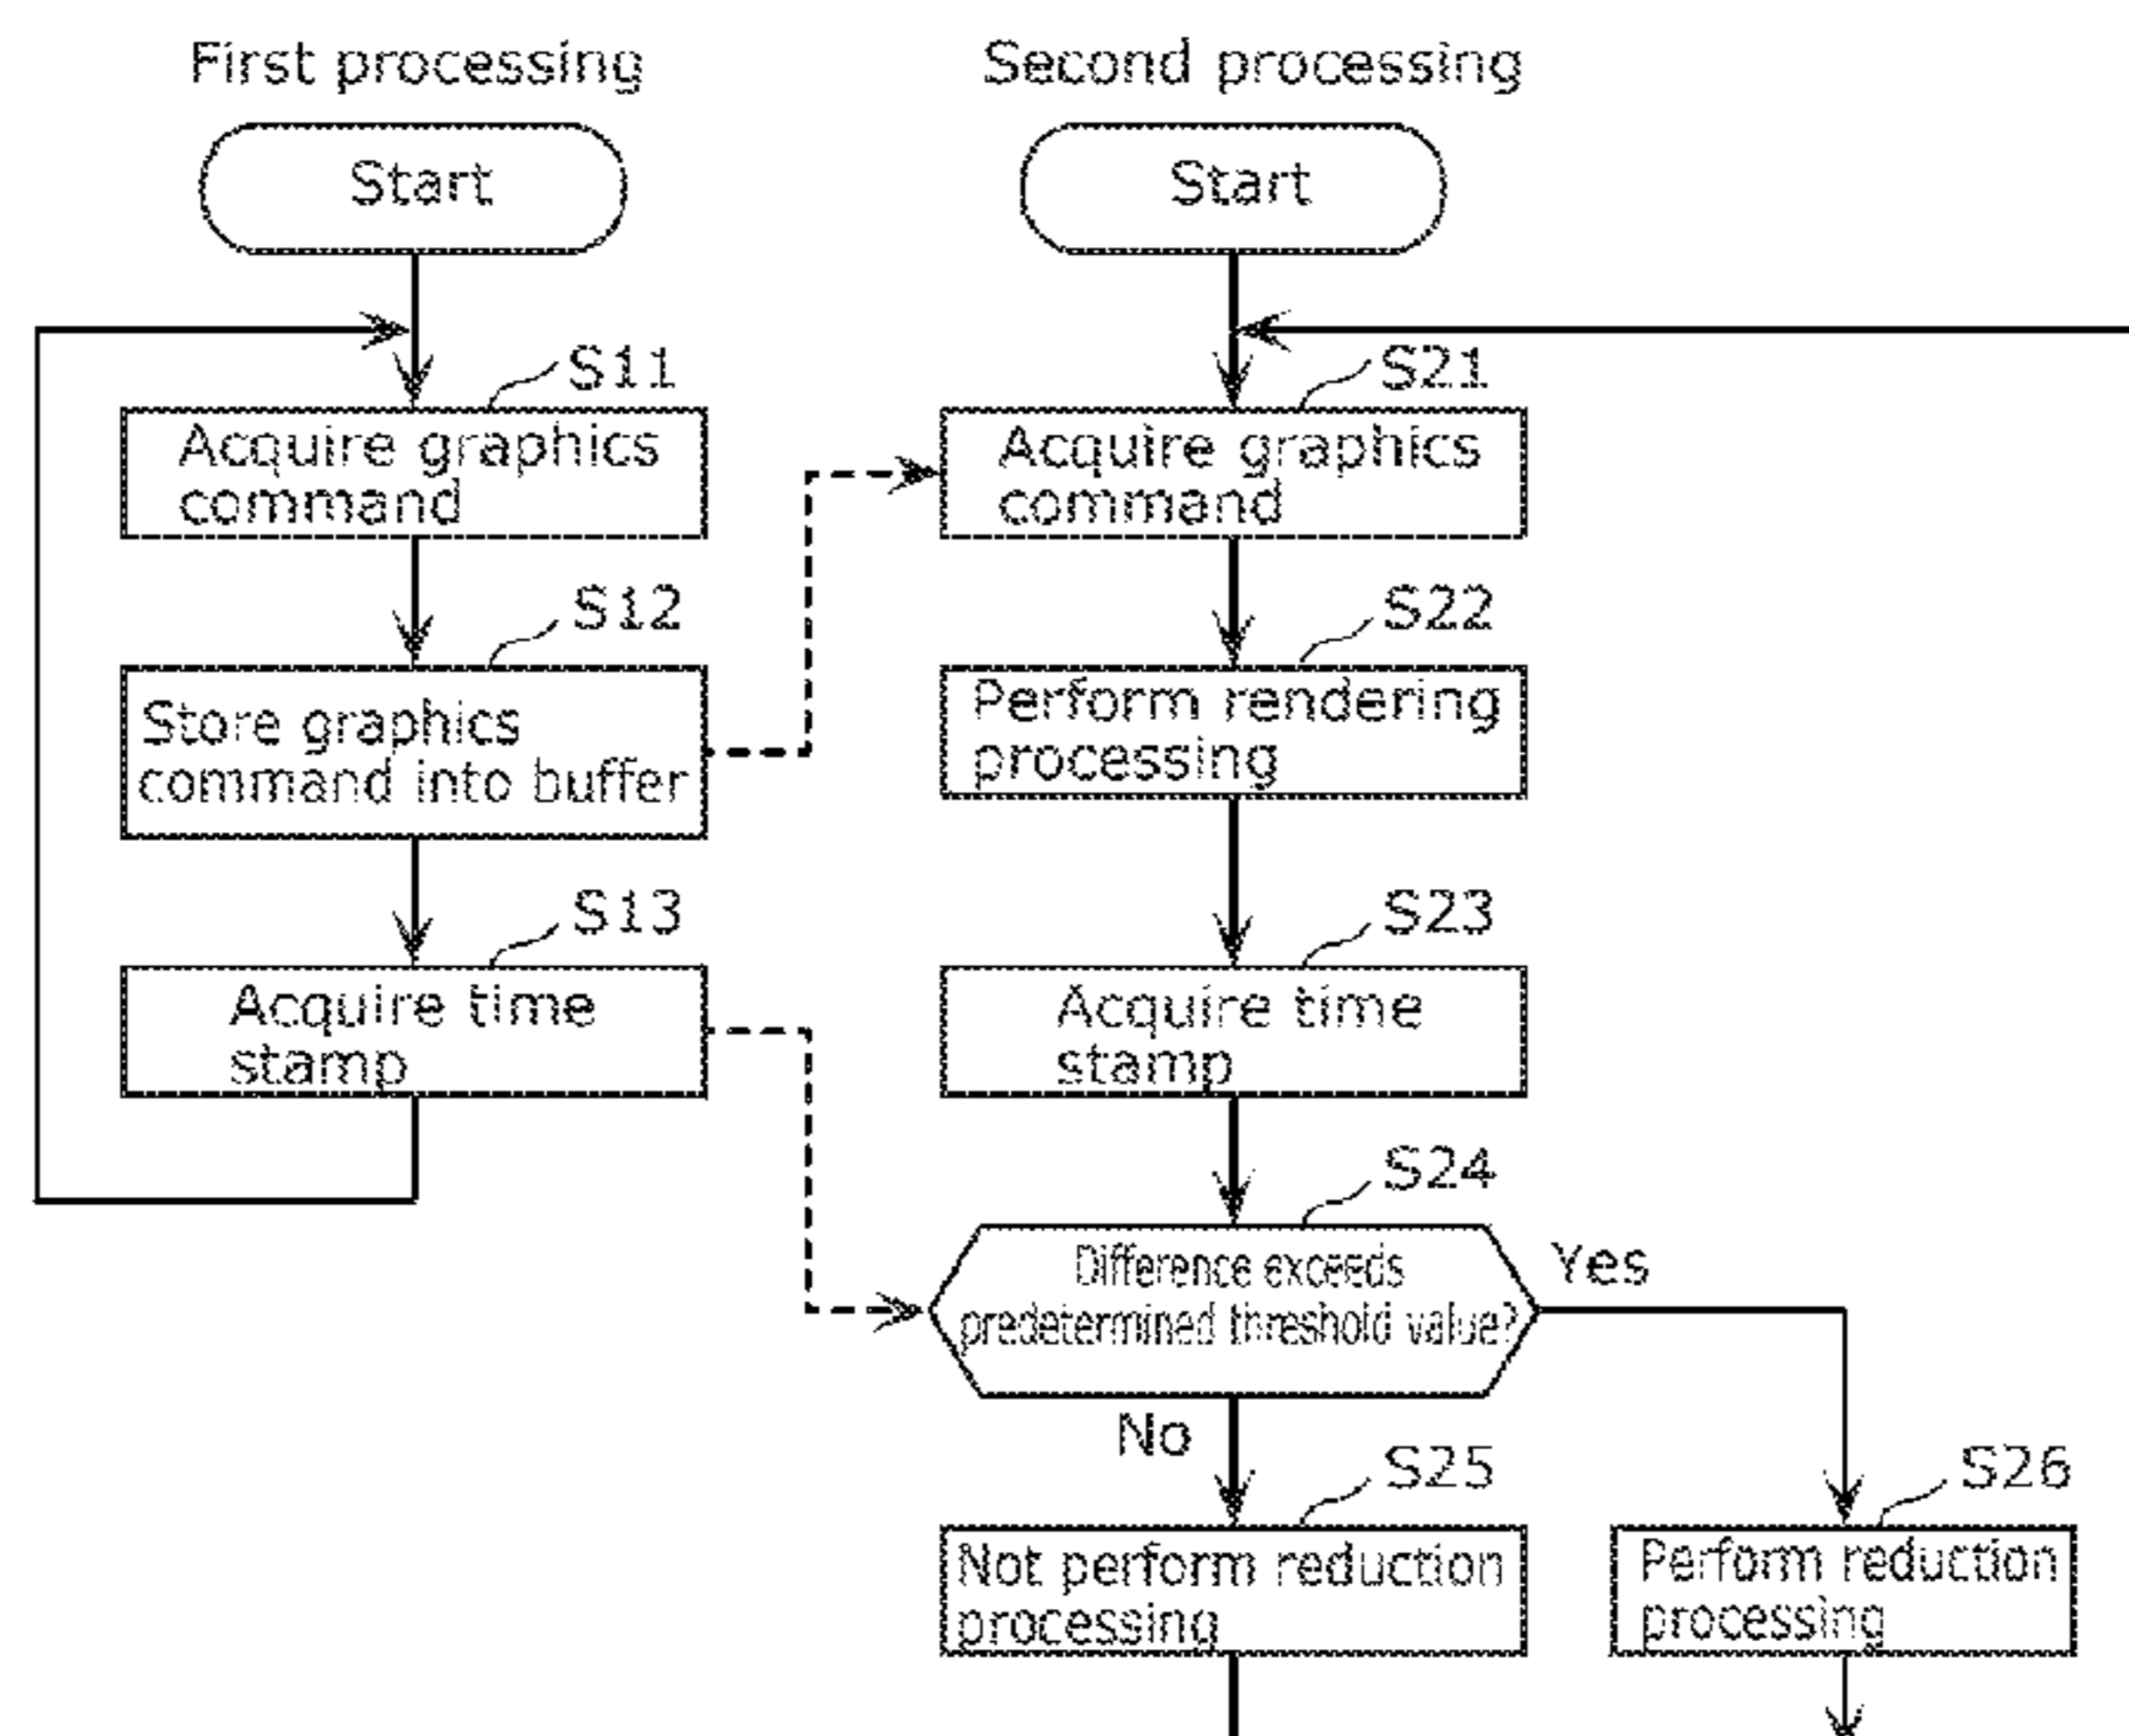 First processing
Start
S11
Acquire graphics
command
S12
Store graphics
command into buffer
S13
Acquire time
stamp
Second processing
Start
S21
Acquire graphics
command
S22
Perform rendering
processing
S23
Acquire time
stamp
S24
Difference exceeds
predetermined threshold value?
Yes
No
S25
Not perform reduction
processing
S26
Perform reduction
processing